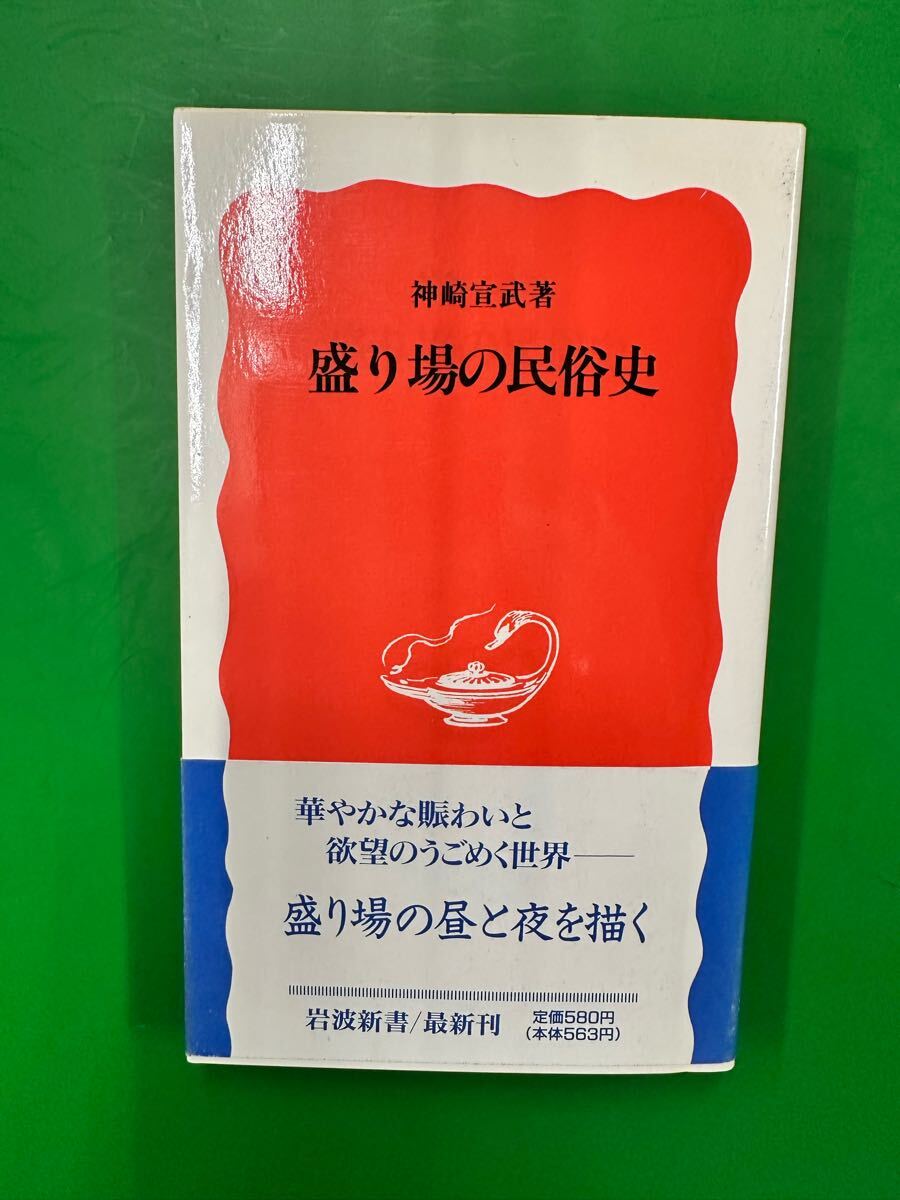 神崎宣武著
盛り場の民俗史
華やかな賑わいと
欲望のうごめく世界――
盛り場の昼と夜を描く
岩波新書/最新刊
定価580円
(本体563円)